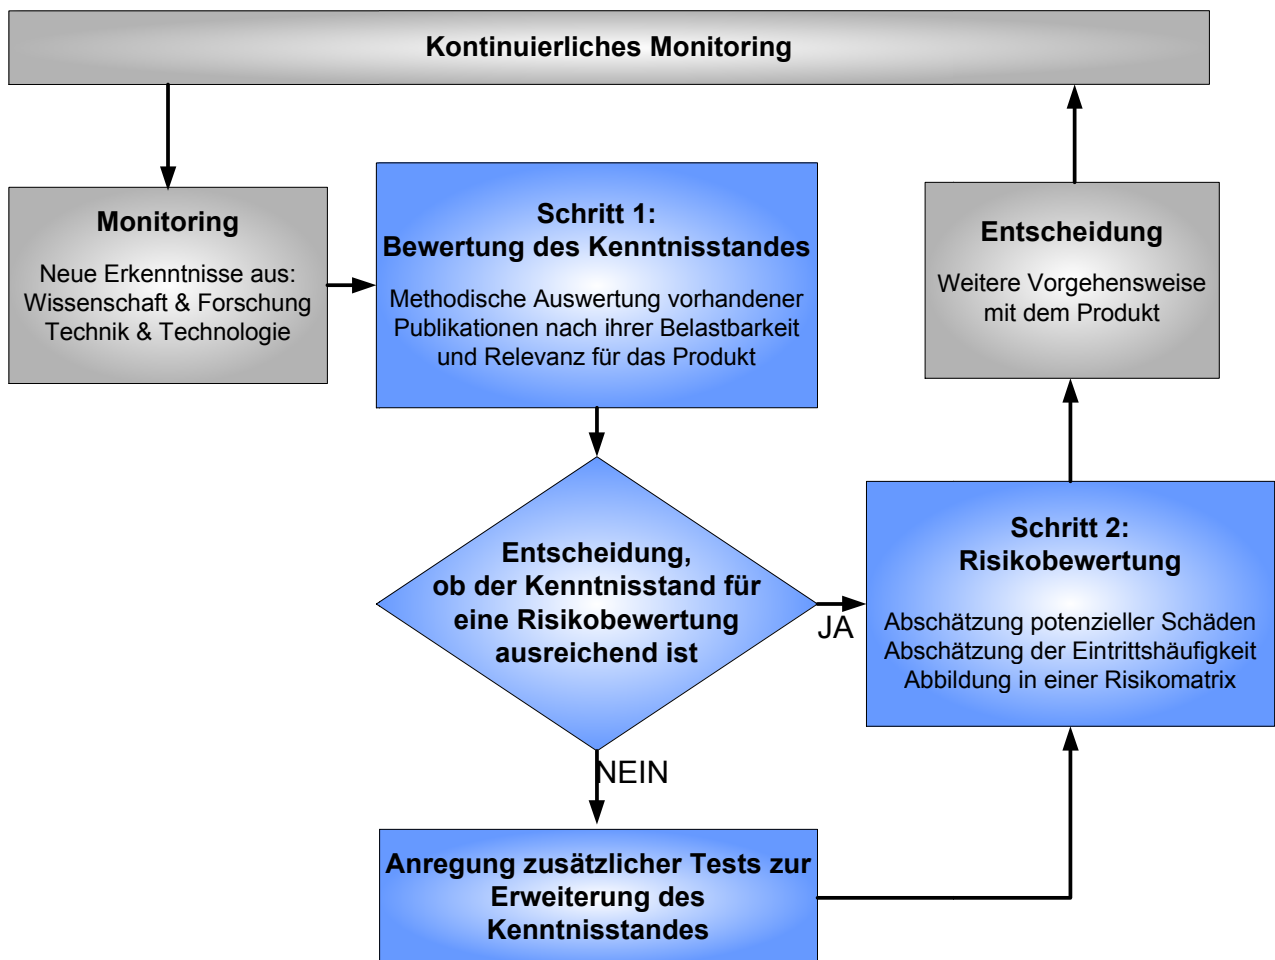 Kontinuierliches Monitoring
Monitoring
Neue Erkenntnisse aus:
Wissenschaft & Forschung
Technik & Technologie
Schritt 1:
Bewertung des Kenntnisstandes
Methodische Auswertung vorhandener
Publikationen nach ihrer Belastbarkeit
und Relevanz für das Produkt
Entscheidung
Weitere Vorgehensweise
mit dem Produkt
Entscheidung,
ob der Kenntnisstand für
eine Risikobewertung
ausreichend ist
JA
Schritt 2:
Risikobewertung
Abschätzung potenzieller Schäden
Abschätzung der Eintrittshäufigkeit
Abbildung in einer Risikomatrix
NEIN
Anregung zusätzlicher Tests zur
Erweiterung des
Kenntnisstandes